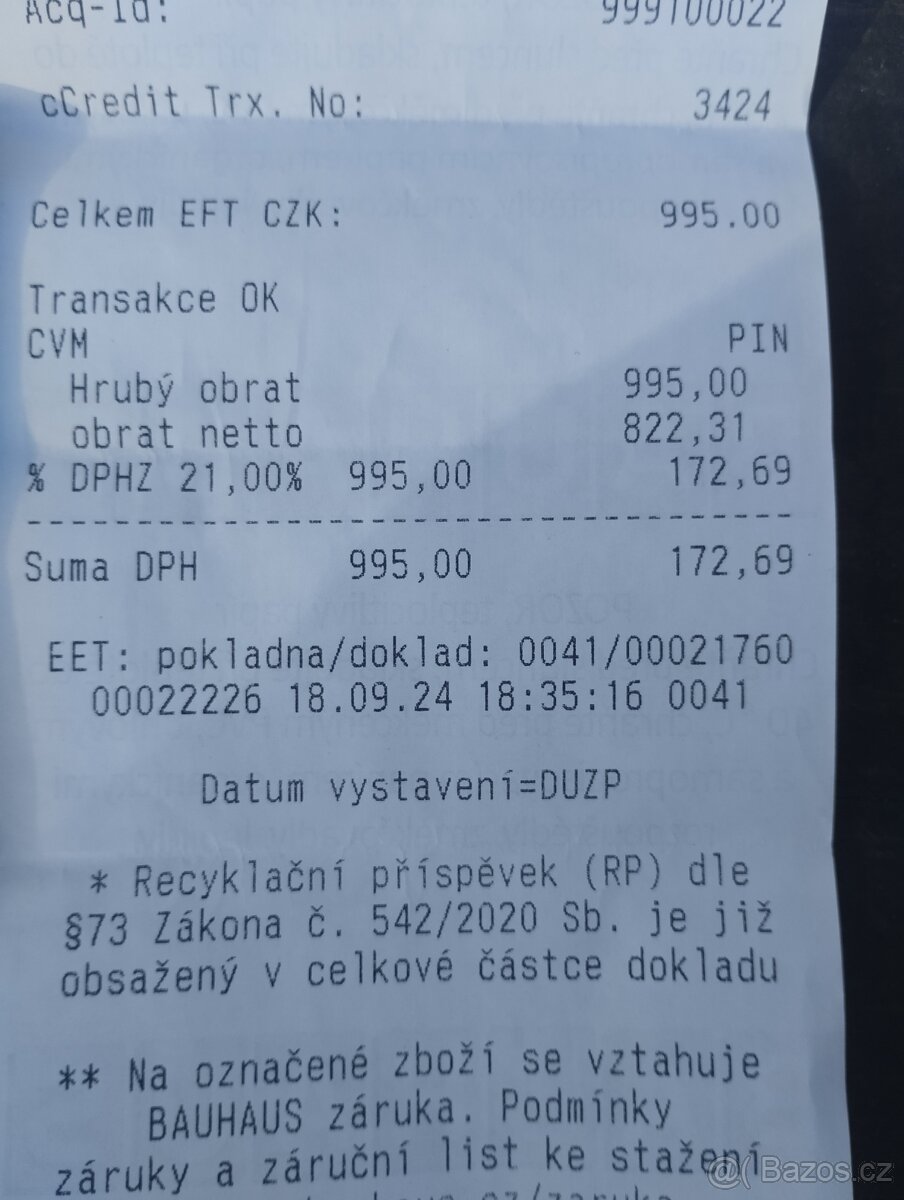 Acq-Id: 999100022
cCredit Trx. No: 3424
Celkem EFT CZK: 995.00
Transakce OK
CVM PIN
Hrubý obrat 995,00
obrat netto 822,31
% DPHZ 21,00% 995,00 172,69
--------------------------------------
Suma DPH 995,00 172,69
EET: pokladna/doklad: 0041/00021760
00022226 18.09.24 18:35:16 0041
Datum vystavení=DUZP
* Recyklační příspěvek (RP) dle
§73 Zákona č. 542/2020 Sb. je již
obsažený v celkové částce dokladu
** Na označené zboží se vztahuje
BAUHAUS záruka. Podmínky
záruky a záruční list ke stažení
@( Bazos.cz